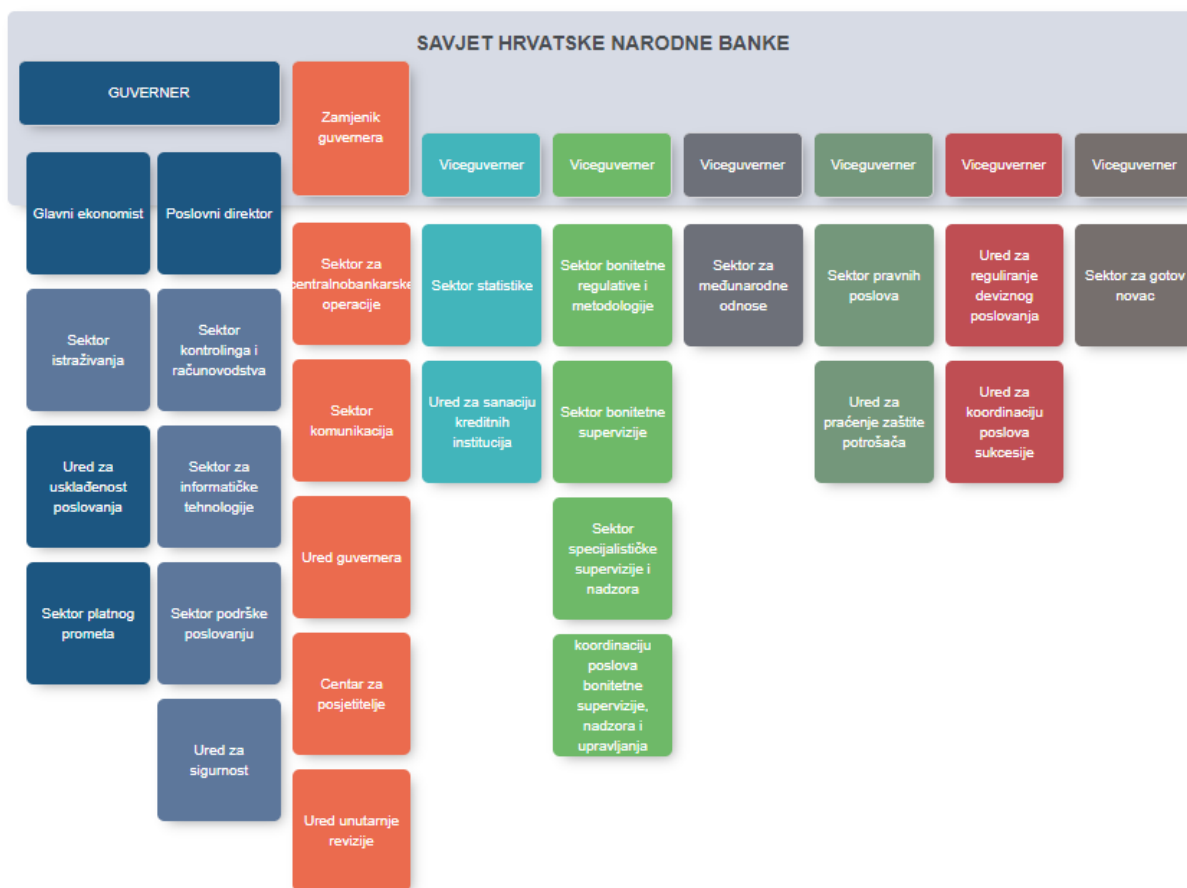 SAVJET HRVATSKE NARODNE BANKE
GUVERNER
Glavni ekonomist
Sektor
istraživanja
Ured za
usklađenost
poslovanja
Sektor platnog
prometa
Poslovni direktor
Sektor
kontrolinga i
računovodstva
Sektor za
informatičke
tehnologije
Sektor podrške
poslovanju
Ured za
sigurnost
Zamjenik
guvernera
Sektor za
centralnobankarske
operacije
Sektor
komunikacija
Ured guvernera
Centar za
posjetitelje
Ured unutarnje
revizije
Viceguverner
Sektor statistike
Ured za sanaciju
kreditnih
institucija
Viceguverner
Sektor bonitetne
regulative i
metodologije
Sektor bonitetne
supervizije
Sektor
specijalističke
supervizije i
nadzora
koordinaciju
poslova
bonitetne
supervizije,
nadzora i
upravljanja
Viceguverner
Sektor za
međunarodne
odnose
Viceguverner
Sektor pravnih
poslova
Ured za
praćenje zaštite
potrošača
Viceguverner
Ured za
reguliranje
deviznog
poslovanja
Ured za
koordinaciju
poslova
sukcesije
Viceguverner
Sektor za gotov
novac